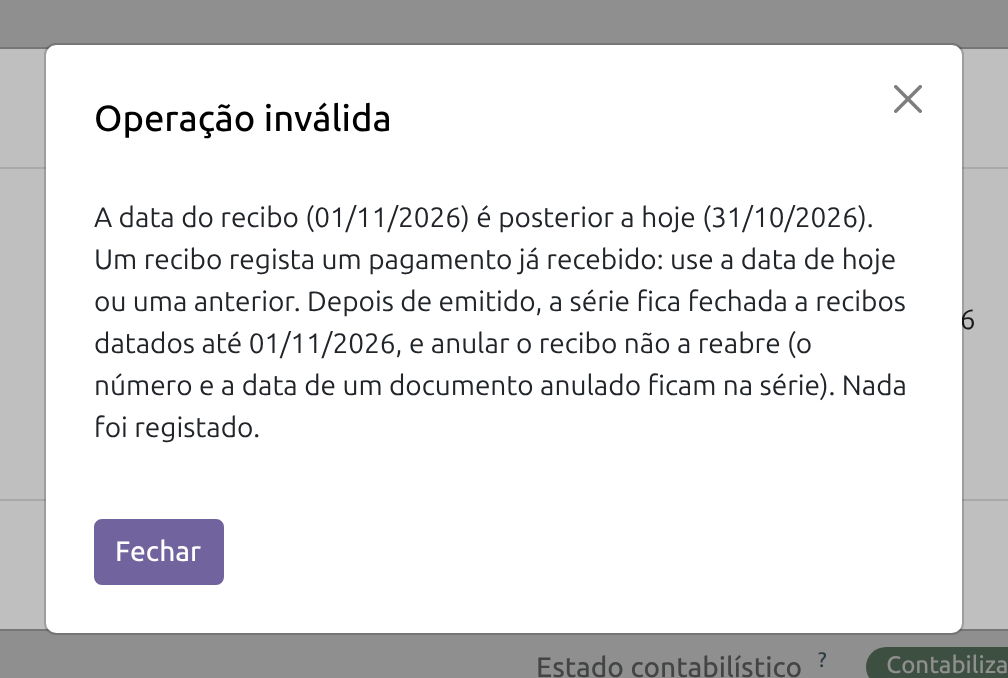 Operação inválida
A data do recibo (01/11/2026) é posterior a hoje (31/10/2026).
Um recibo regista um pagamento já recebido: use a data de hoje
ou uma anterior. Depois de emitido, a série fica fechada a recibos
datados até 01/11/2026, e anular o recibo não a reabre (o
número e a data de um documento anulado ficam na série). Nada
foi registado.
6
Fechar
Estado contabilístico ?